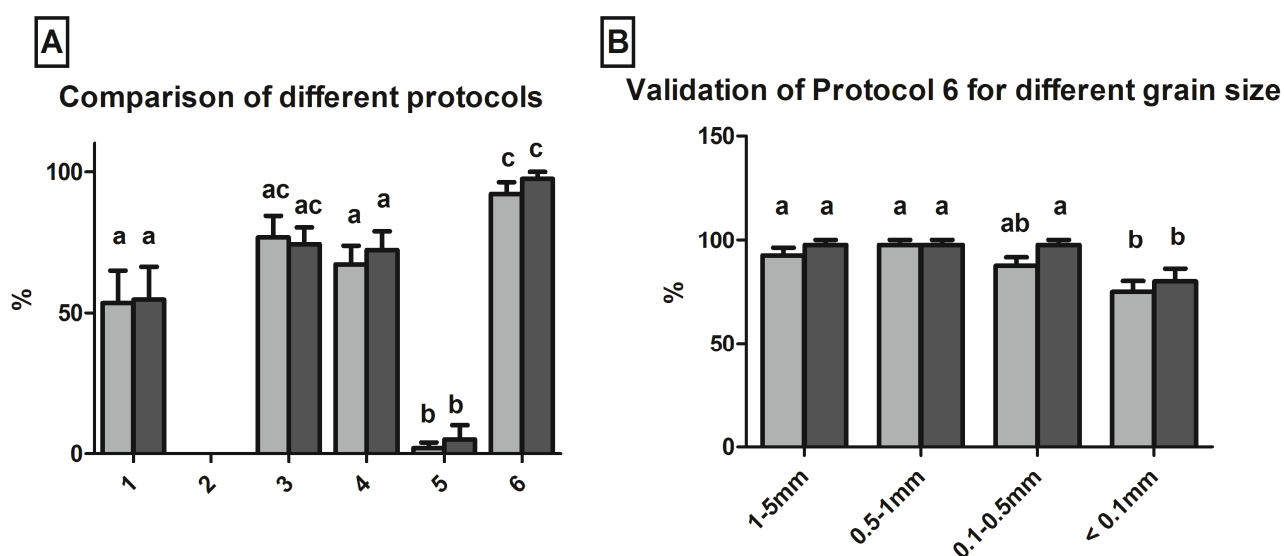 A
Comparison of different protocols
%
100
50
0
a a ac ac a a b b c c
1 2 3 4 5 6
B
Validation of Protocol 6 for different grain size
%
150
100
50
0
a a a a ab a b b
1-5mm 0.5-1mm 0.1-0.5mm < 0.1mm